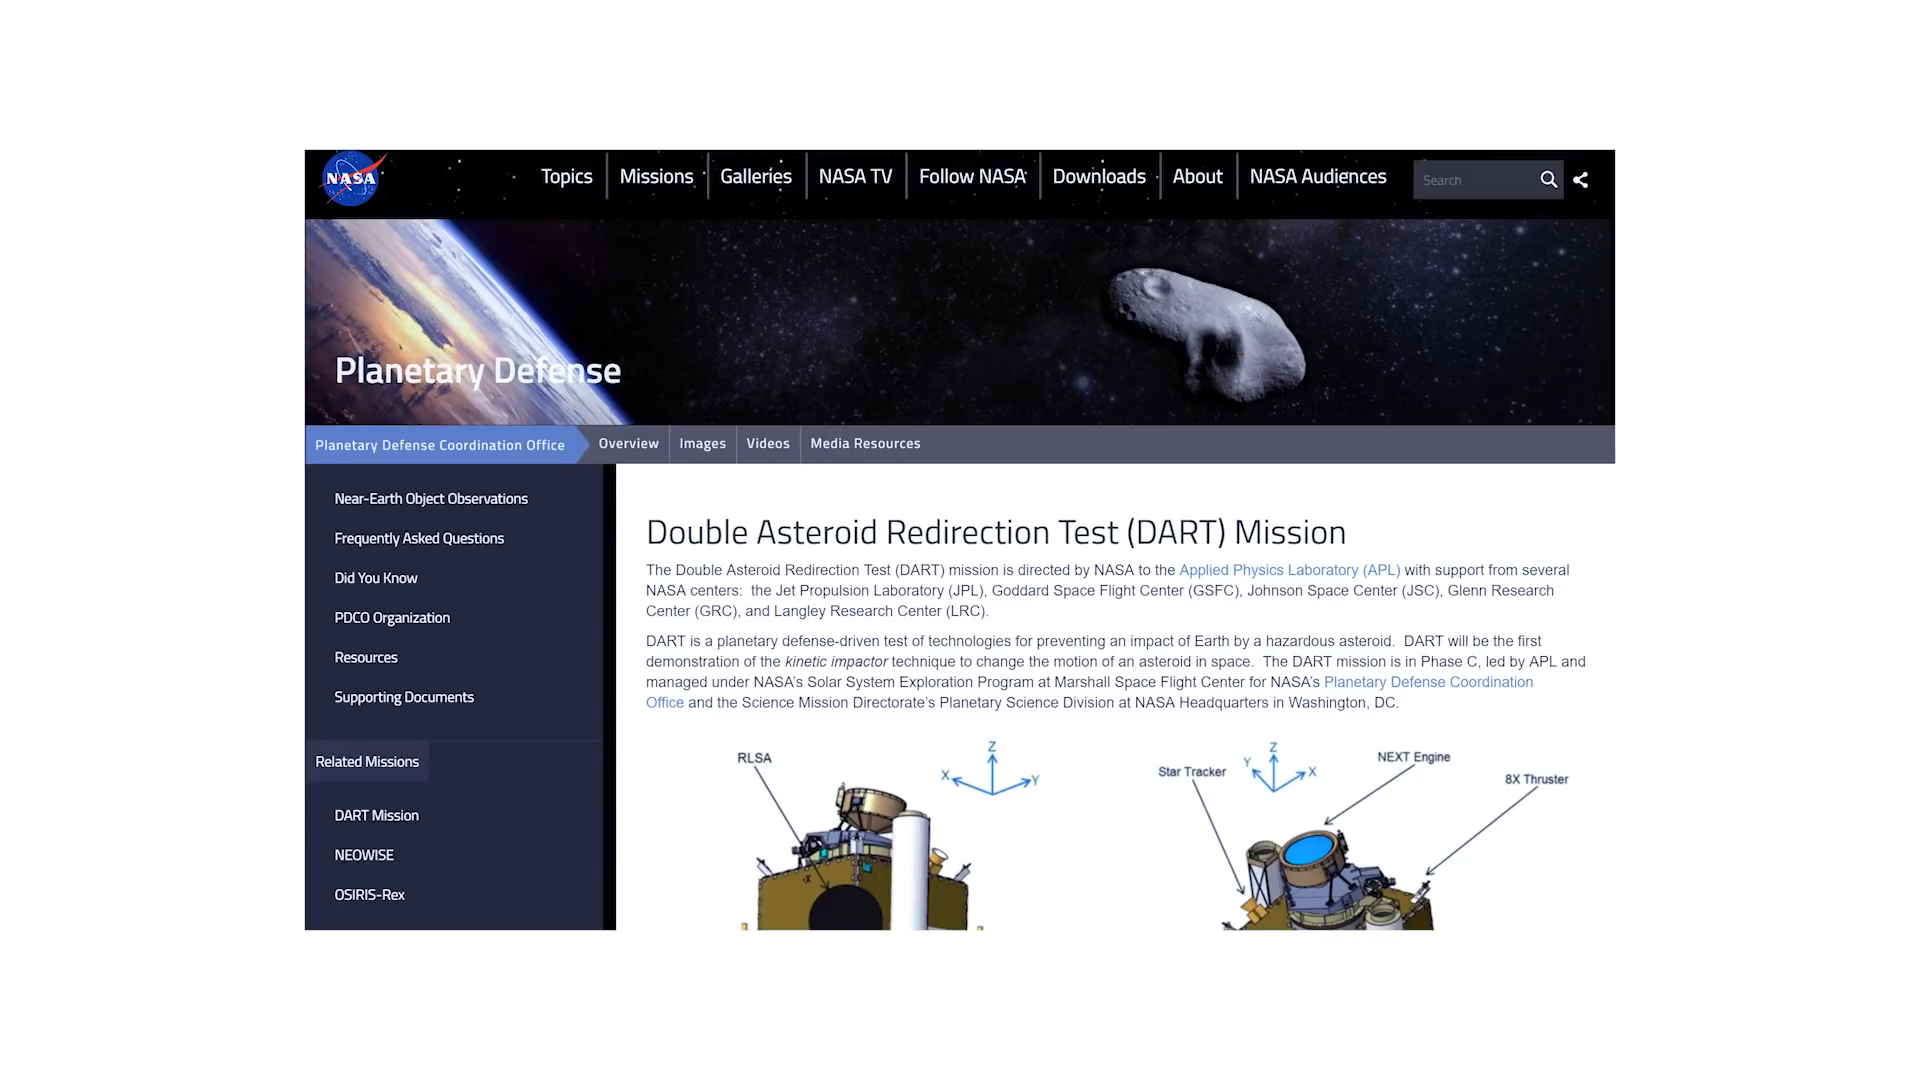 NASA
Topics
Missions
Galleries
NASA TV
Follow NASA
Downloads
About
NASA Audiences
Search
Planetary Defense
Planetary Defense Coordination Office
Overview
Images
Videos
Media Resources
Near-Earth Object Observations
Frequently Asked Questions
Did You Know
PDCO Organization
Resources
Supporting Documents
Related Missions
DART Mission
NEOWISE
OSIRIS-Rex
Double Asteroid Redirection Test (DART) Mission
The Double Asteroid Redirection Test (DART) mission is directed by NASA to the Applied Physics Laboratory (APL) with support from several
NASA centers:  the Jet Propulsion Laboratory (JPL), Goddard Space Flight Center (GSFC), Johnson Space Center (JSC), Glenn Research
Center (GRC), and Langley Research Center (LRC).
DART is a planetary defense-driven test of technologies for preventing an impact of Earth by a hazardous asteroid.  DART will be the first
demonstration of the kinetic impactor technique to change the motion of an asteroid in space.  The DART mission is in Phase C, led by APL and
managed under NASA's Solar System Exploration Program at Marshall Space Flight Center for NASA's Planetary Defense Coordination
Office and the Science Mission Directorate's Planetary Science Division at NASA Headquarters in Washington, DC.
RLSA
Z
X
Y
Star Tracker
Z
Y
X
NEXT Engine
8X Thruster